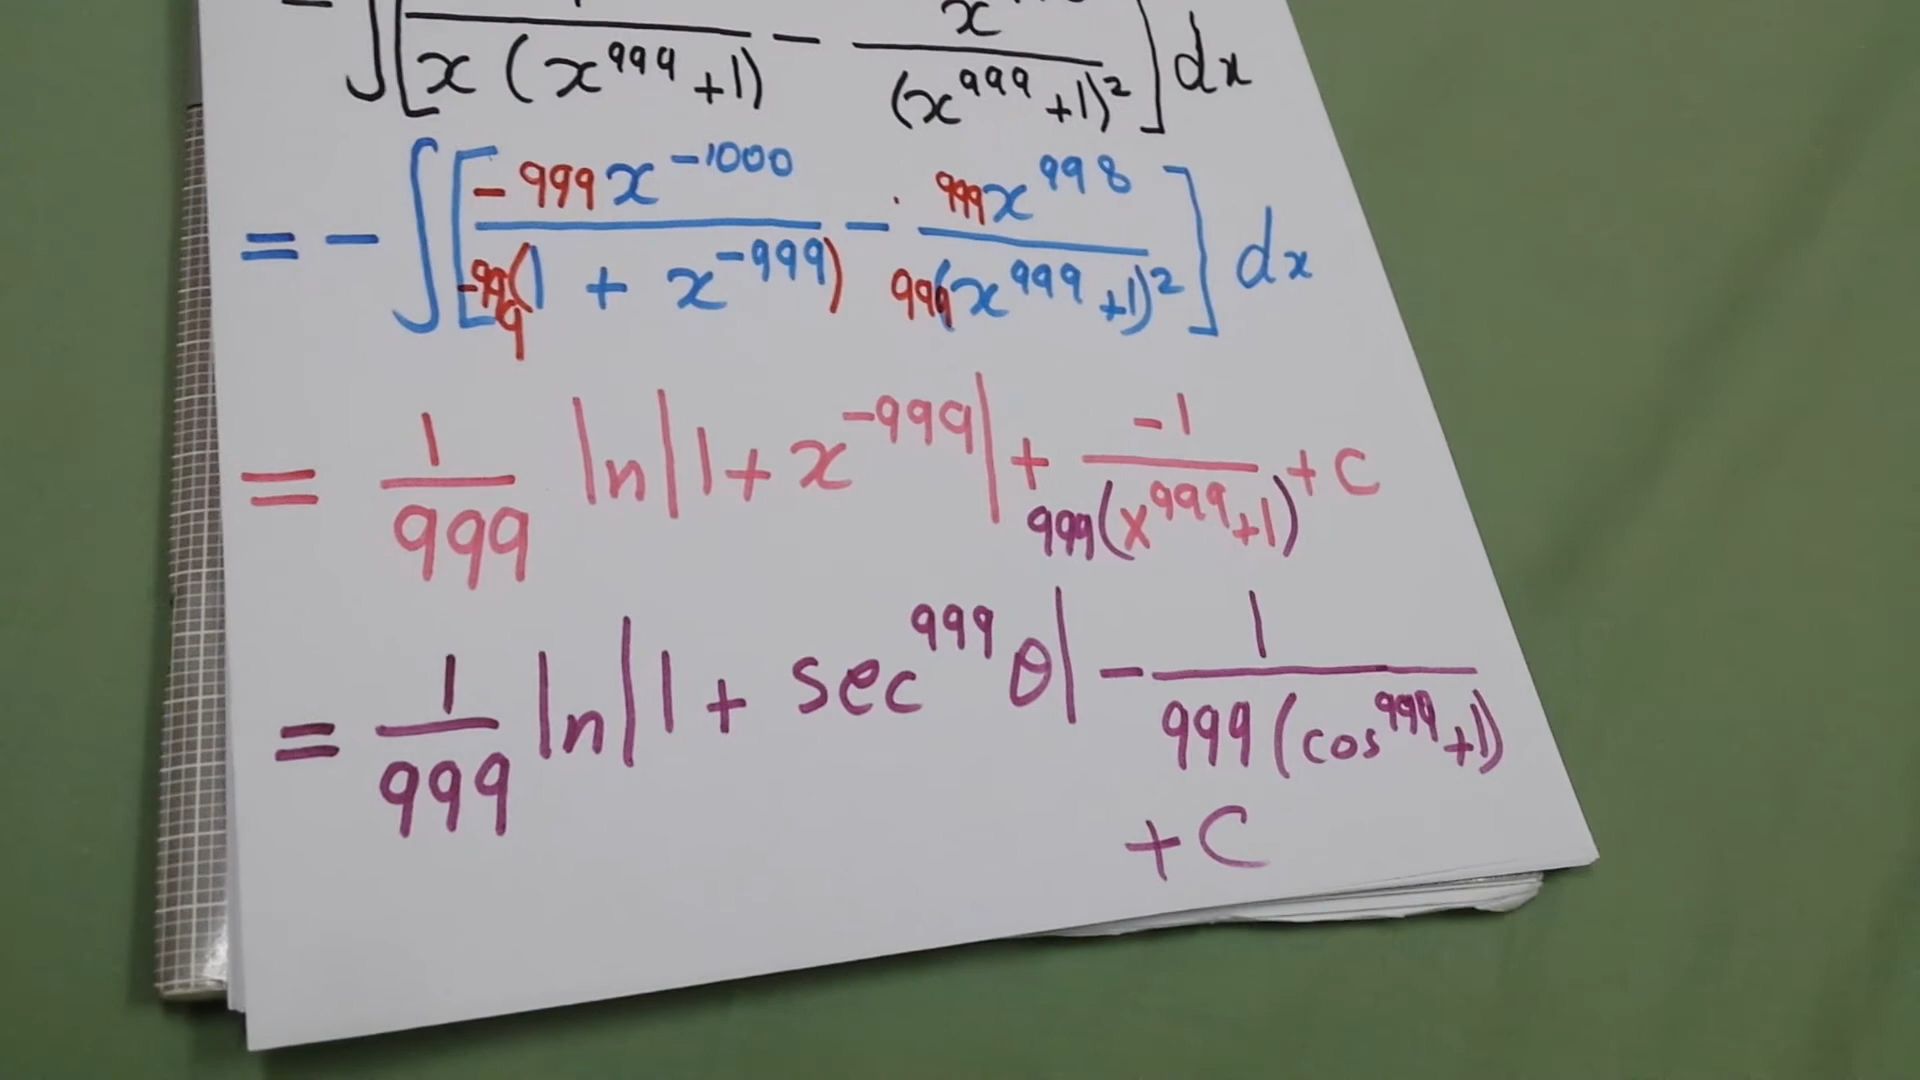 = ∫[ / x(x^999+1) − x / (x^999+1)^2 ] dx
= −∫[ −999x^−1000 / −999(1 + x^−999) − 999x^998 / 999(x^999+1)^2 ] dx
= 1/999 ln|1+x^−999| + −1 / 999(x^999+1) + C
= 1/999 ln|1+sec^999 θ| − 1 / 999(cos^999+1)
+ C